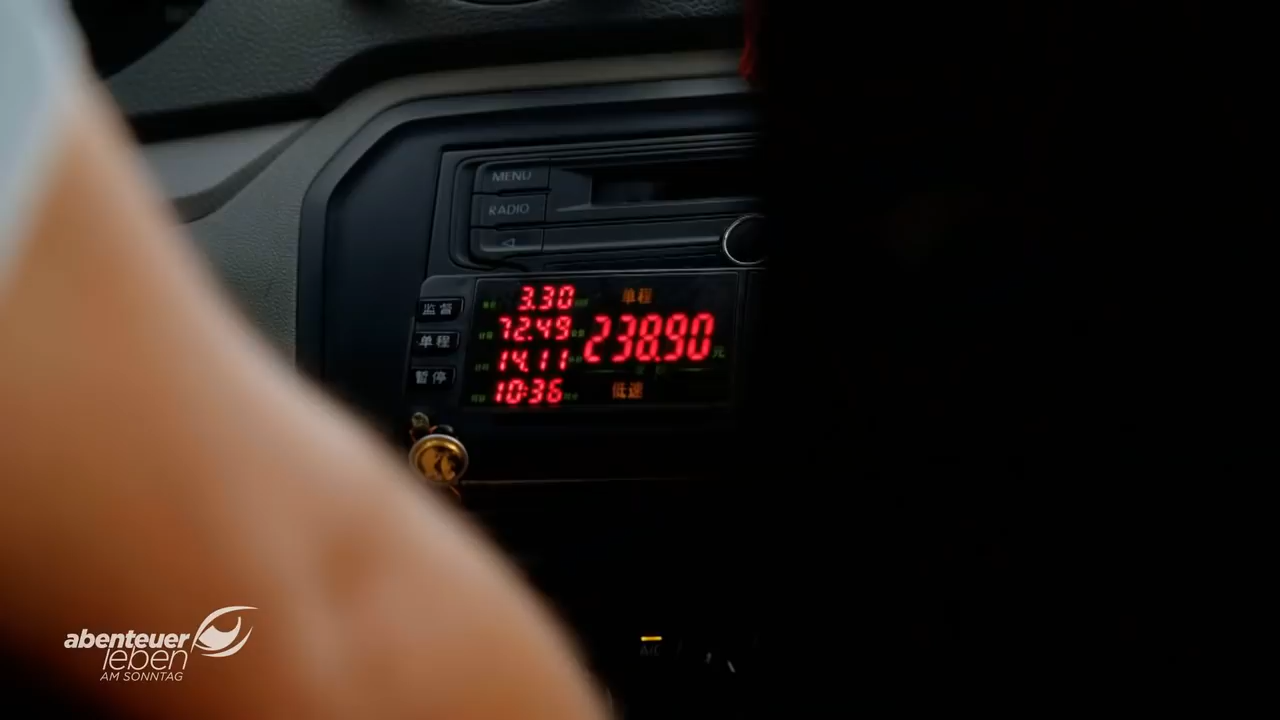 MENU
RADIO
监督
单程
暂停
3.30
72.49
14.11
10:36
单程
238.90
元
低速
A/C
abenteuer
leben
AM SONNTAG